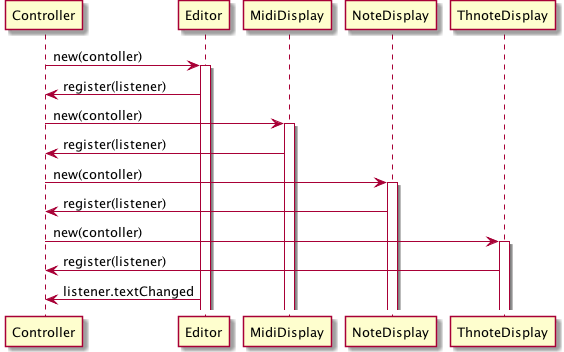 Controller Editor MidiDisplay NoteDisplay ThnoteDisplay
new(contoller)
register(listener)
new(contoller)
register(listener)
new(contoller)
register(listener)
new(contoller)
register(listener)
listener.textChanged
Controller Editor MidiDisplay NoteDisplay ThnoteDisplay